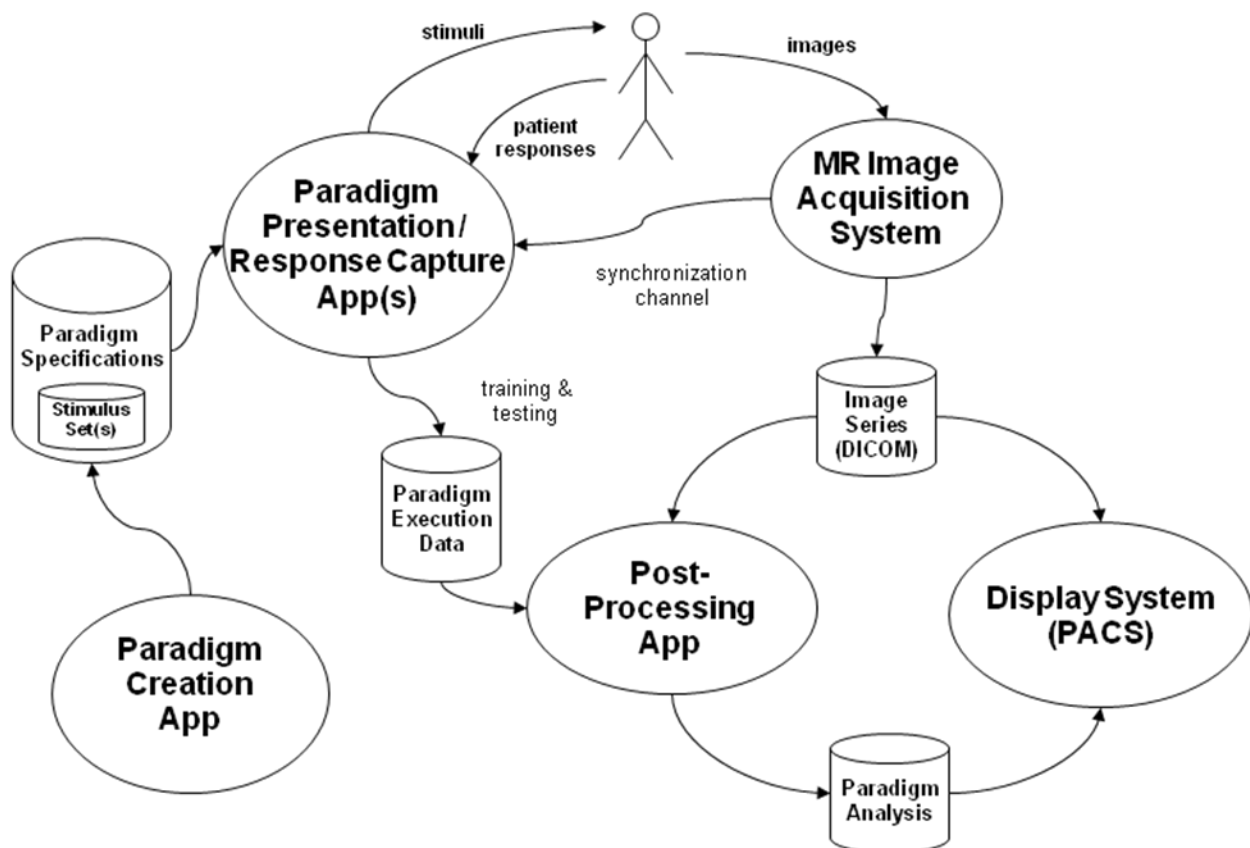 stimuli
images
patient
responses
Paradigm
Presentation /
Response Capture
App(s)
MR Image
Acquisition
System
synchronization
channel
Paradigm
Specifications
Stimulus
Set(s)
training &
testing
Image
Series
(DICOM)
Paradigm
Execution
Data
Post-
Processing
App
Display System
(PACS)
Paradigm
Creation
App
Paradigm
Analysis